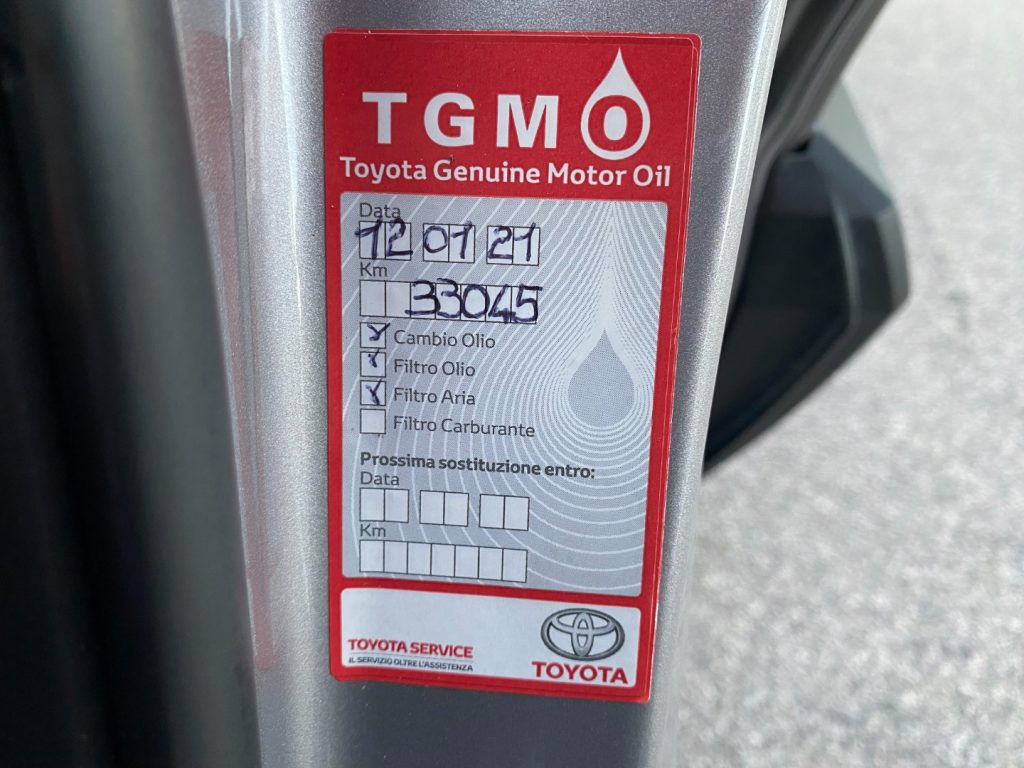 TGMO
Toyota Genuine Motor Oil
Data
12 01 21
Km
33045
Cambio Olio
Filtro Olio
Filtro Aria
Filtro Carburante
Prossima sostituzione entro:
Data
Km
TOYOTA SERVICE
IL SERVIZIO OLTRE L'ASSISTENZA
TOYOTA